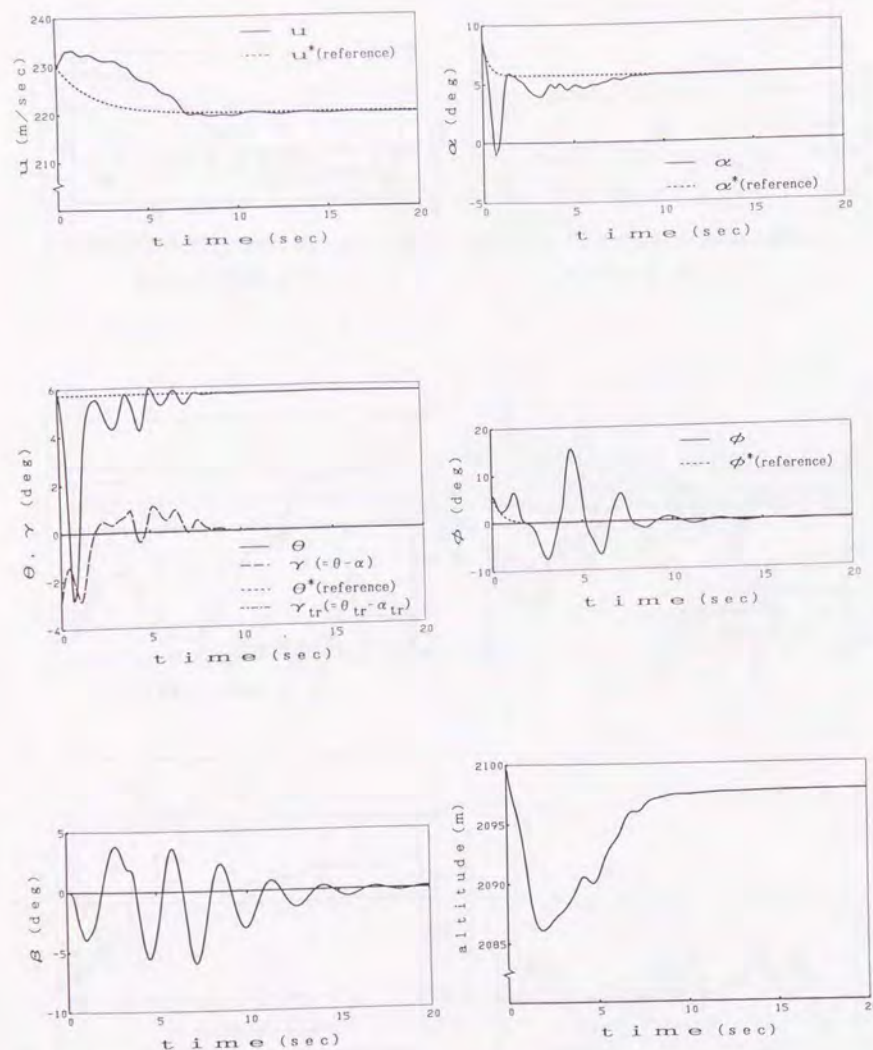 240
230
220
210
u (m/sec)
u
u*(reference)
0
5
10
15
20
time (sec)
10
5
0
-5
α (deg)
α
α*(reference)
0
5
10
15
20
time (sec)
6
4
2
0
-2
-4
Θ, γ (deg)
Θ
γ (=θ-α)
Θ*(reference)
γtr(=θtr-αtr)
0
5
10
15
20
time (sec)
20
10
0
-10
φ (deg)
φ
φ*(reference)
0
5
10
15
20
time (sec)
5
0
-5
-10
β (deg)
0
5
10
15
20
time (sec)
2100
2095
2090
2085
altitude (m)
0
5
10
15
20
time (sec)